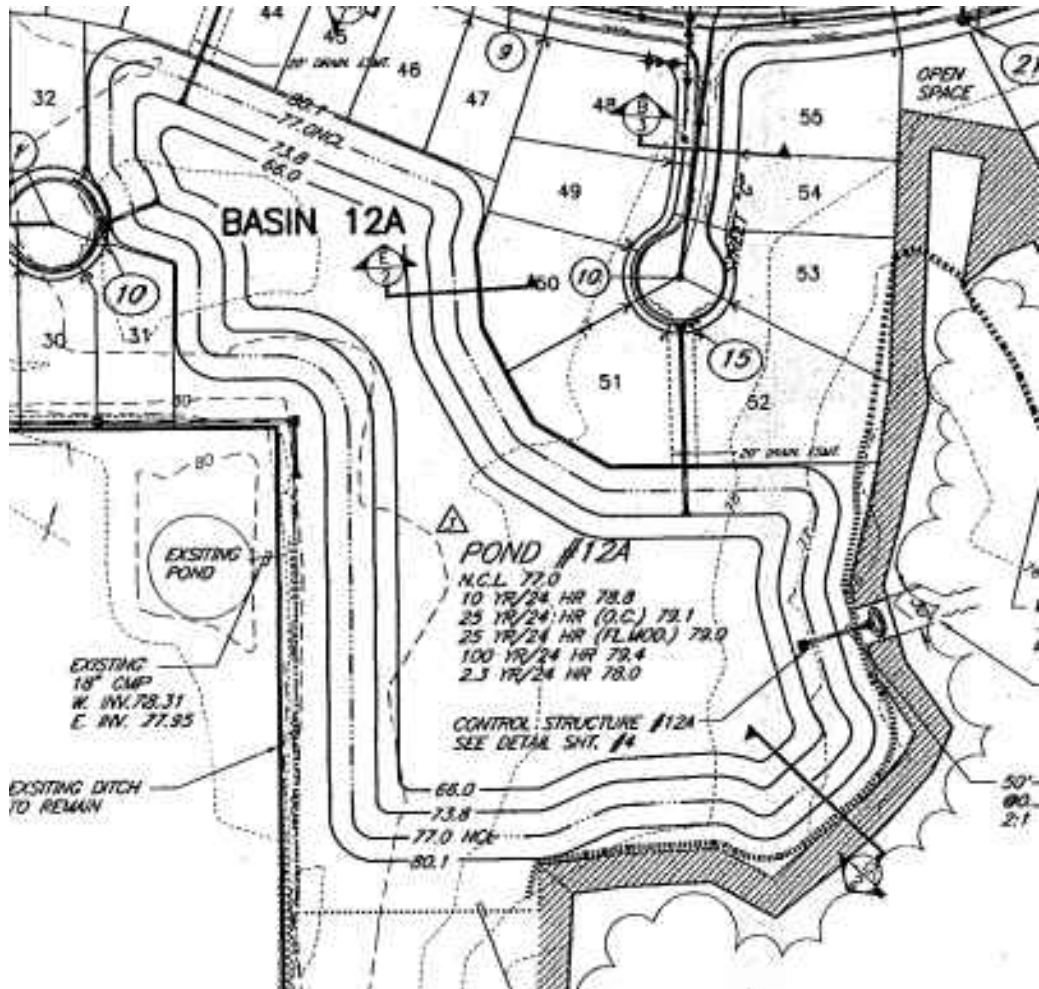 44
45
46
47
48
9
21
OPEN
SPACE
55
32
20' DRAIN ESMT.
80.1
77.0NCL
73.8
66.0
B
3
49
54
STREET
BASIN 12A
E
2
50
10
53
10
30
31
15
51
52
80
20' DRAIN ESMT.
80
EXSITING
POND
1
POND #12A
N.C.L. 77.0
10 YR/24 HR 78.8
25 YR/24 HR (O.C.) 79.1
25 YR/24 HR (FL.MOD.) 79.0
100 YR/24 HR 79.4
2.3 YR/24 HR 78.0
EXISTING
18" CMP
W. INV.78.31
E. INV. 77.95
CONTROL STRUCTURE #12A
SEE DETAIL SHT. #4
EXSITING DITCH
TO REMAIN
66.0
73.8
77.0 NCL
80.1
50'
2:1